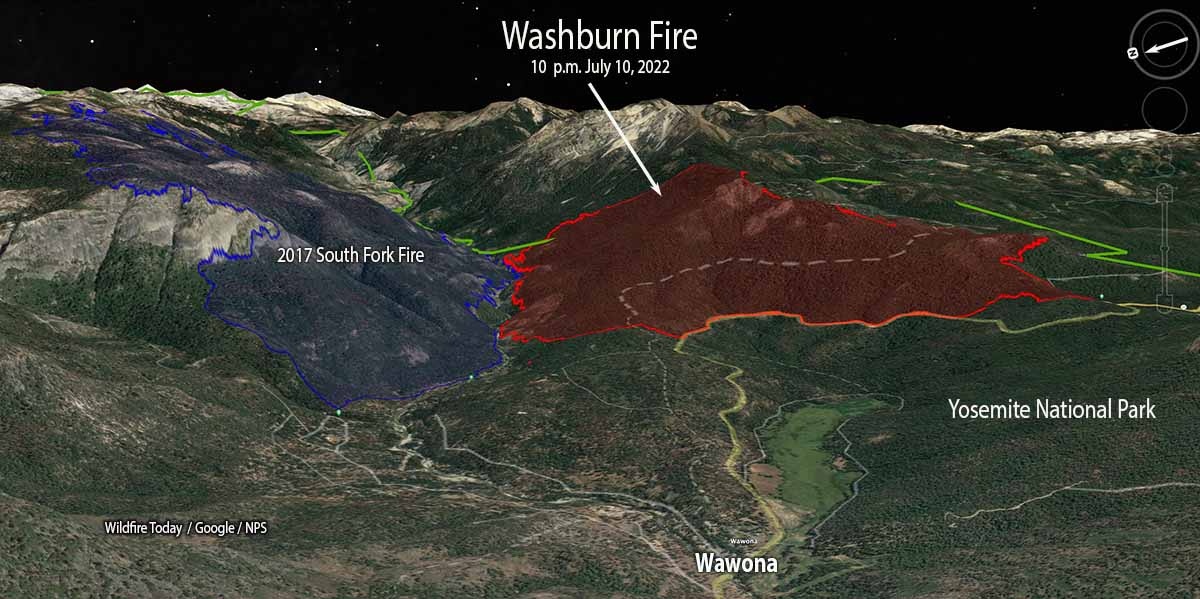 Washburn Fire
10 p.m. July 10, 2022
N
2017 South Fork Fire
Yosemite National Park
Wildfire Today / Google / NPS
Wawona
Wawona